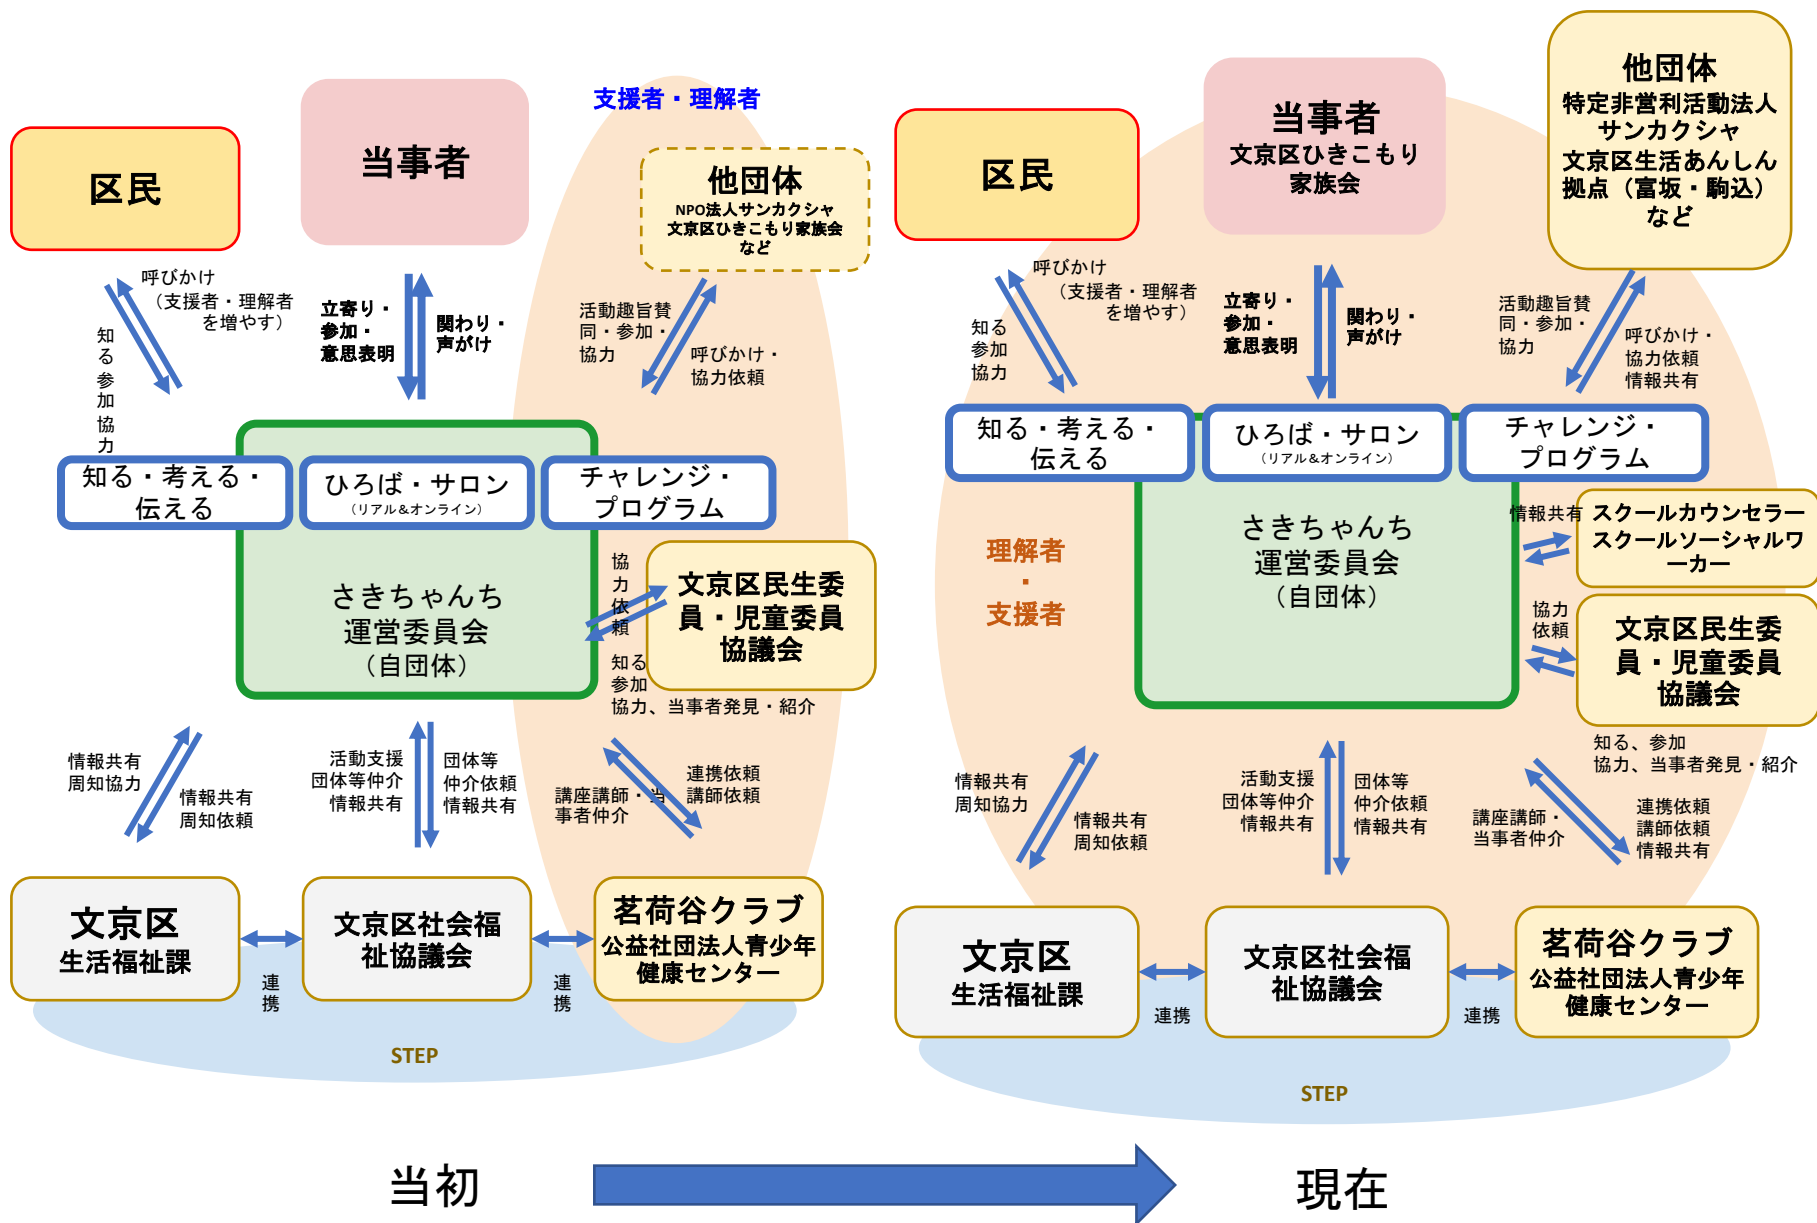 支援者・理解者
区民
当事者
他団体
NPO法人サンカクシャ
文京区ひきこもり家族会
など
呼びかけ
（支援者・理解者
を増やす）
知る参加協力
立寄り・
参加・
意思表明
関わり・
声がけ
活動趣旨賛
同・参加・
協力
呼びかけ・
協力依頼
知る・考える・
伝える
ひろば・サロン
（リアル＆オンライン）
チャレンジ・
プログラム
さきちゃんち
運営委員会
（自団体）
協力依頼
文京区民生委
員・児童委員
協議会
知る
参加
協力、当事者発見・紹介
情報共有
周知協力
情報共有
周知依頼
活動支援
団体等仲介
情報共有
団体等
仲介依頼
情報共有
講座講師・当
事者仲介
連携依頼
講師依頼
文京区
生活福祉課
連携
文京区社会福
祉協議会
連携
茗荷谷クラブ
公益社団法人青少年
健康センター
STEP
当初
区民
当事者
文京区ひきこもり
家族会
他団体
特定非営利活動法人
サンカクシャ
文京区生活あんしん
拠点（富坂・駒込）
など
呼びかけ
（支援者・理解者
を増やす）
知る
参加
協力
立寄り・
参加・
意思表明
関わり・
声がけ
活動趣旨賛
同・参加・
協力
呼びかけ・
協力依頼
情報共有
知る・考える・
伝える
ひろば・サロン
（リアル＆オンライン）
チャレンジ・
プログラム
理解者
・
支援者
さきちゃんち
運営委員会
（自団体）
情報共有
スクールカウンセラー
スクールソーシャルワ
ーカー
協力
依頼
文京区民生委
員・児童委員
協議会
知る、参加
協力、当事者発見・紹介
情報共有
周知協力
情報共有
周知依頼
活動支援
団体等仲介
情報共有
団体等
仲介依頼
情報共有
講座講師・
当事者仲介
連携依頼
講師依頼
情報共有
文京区
生活福祉課
連携
文京区社会福
祉協議会
連携
茗荷谷クラブ
公益社団法人青少年
健康センター
STEP
現在